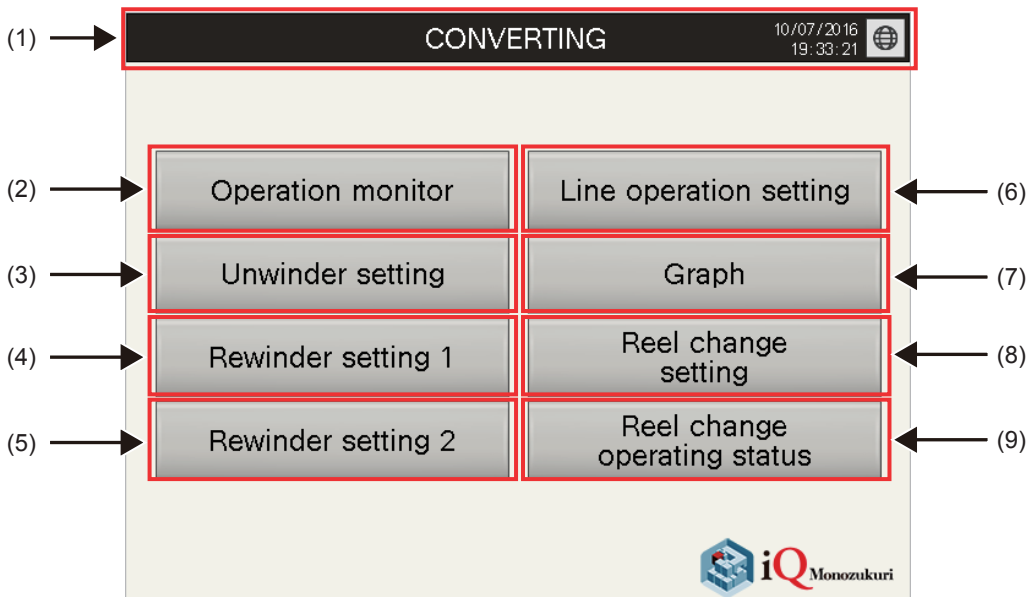 (1)
CONVERTING
10/07/2016
19:33:21
(2)
Operation monitor
Line operation setting
(6)
(3)
Unwinder setting
Graph
(7)
(4)
Rewinder setting 1
Reel change
setting
(8)
(5)
Rewinder setting 2
Reel change
operating status
(9)
iQ Monozukuri